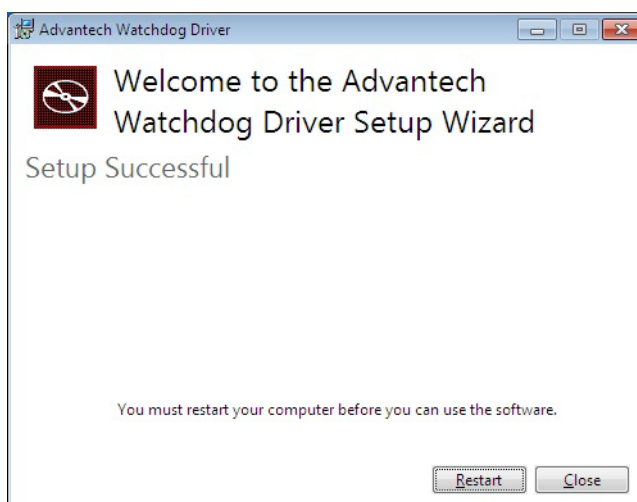 Advantech Watchdog Driver
Welcome to the Advantech
Watchdog Driver Setup Wizard
Setup Successful
You must restart your computer before you can use the software.
Restart Close